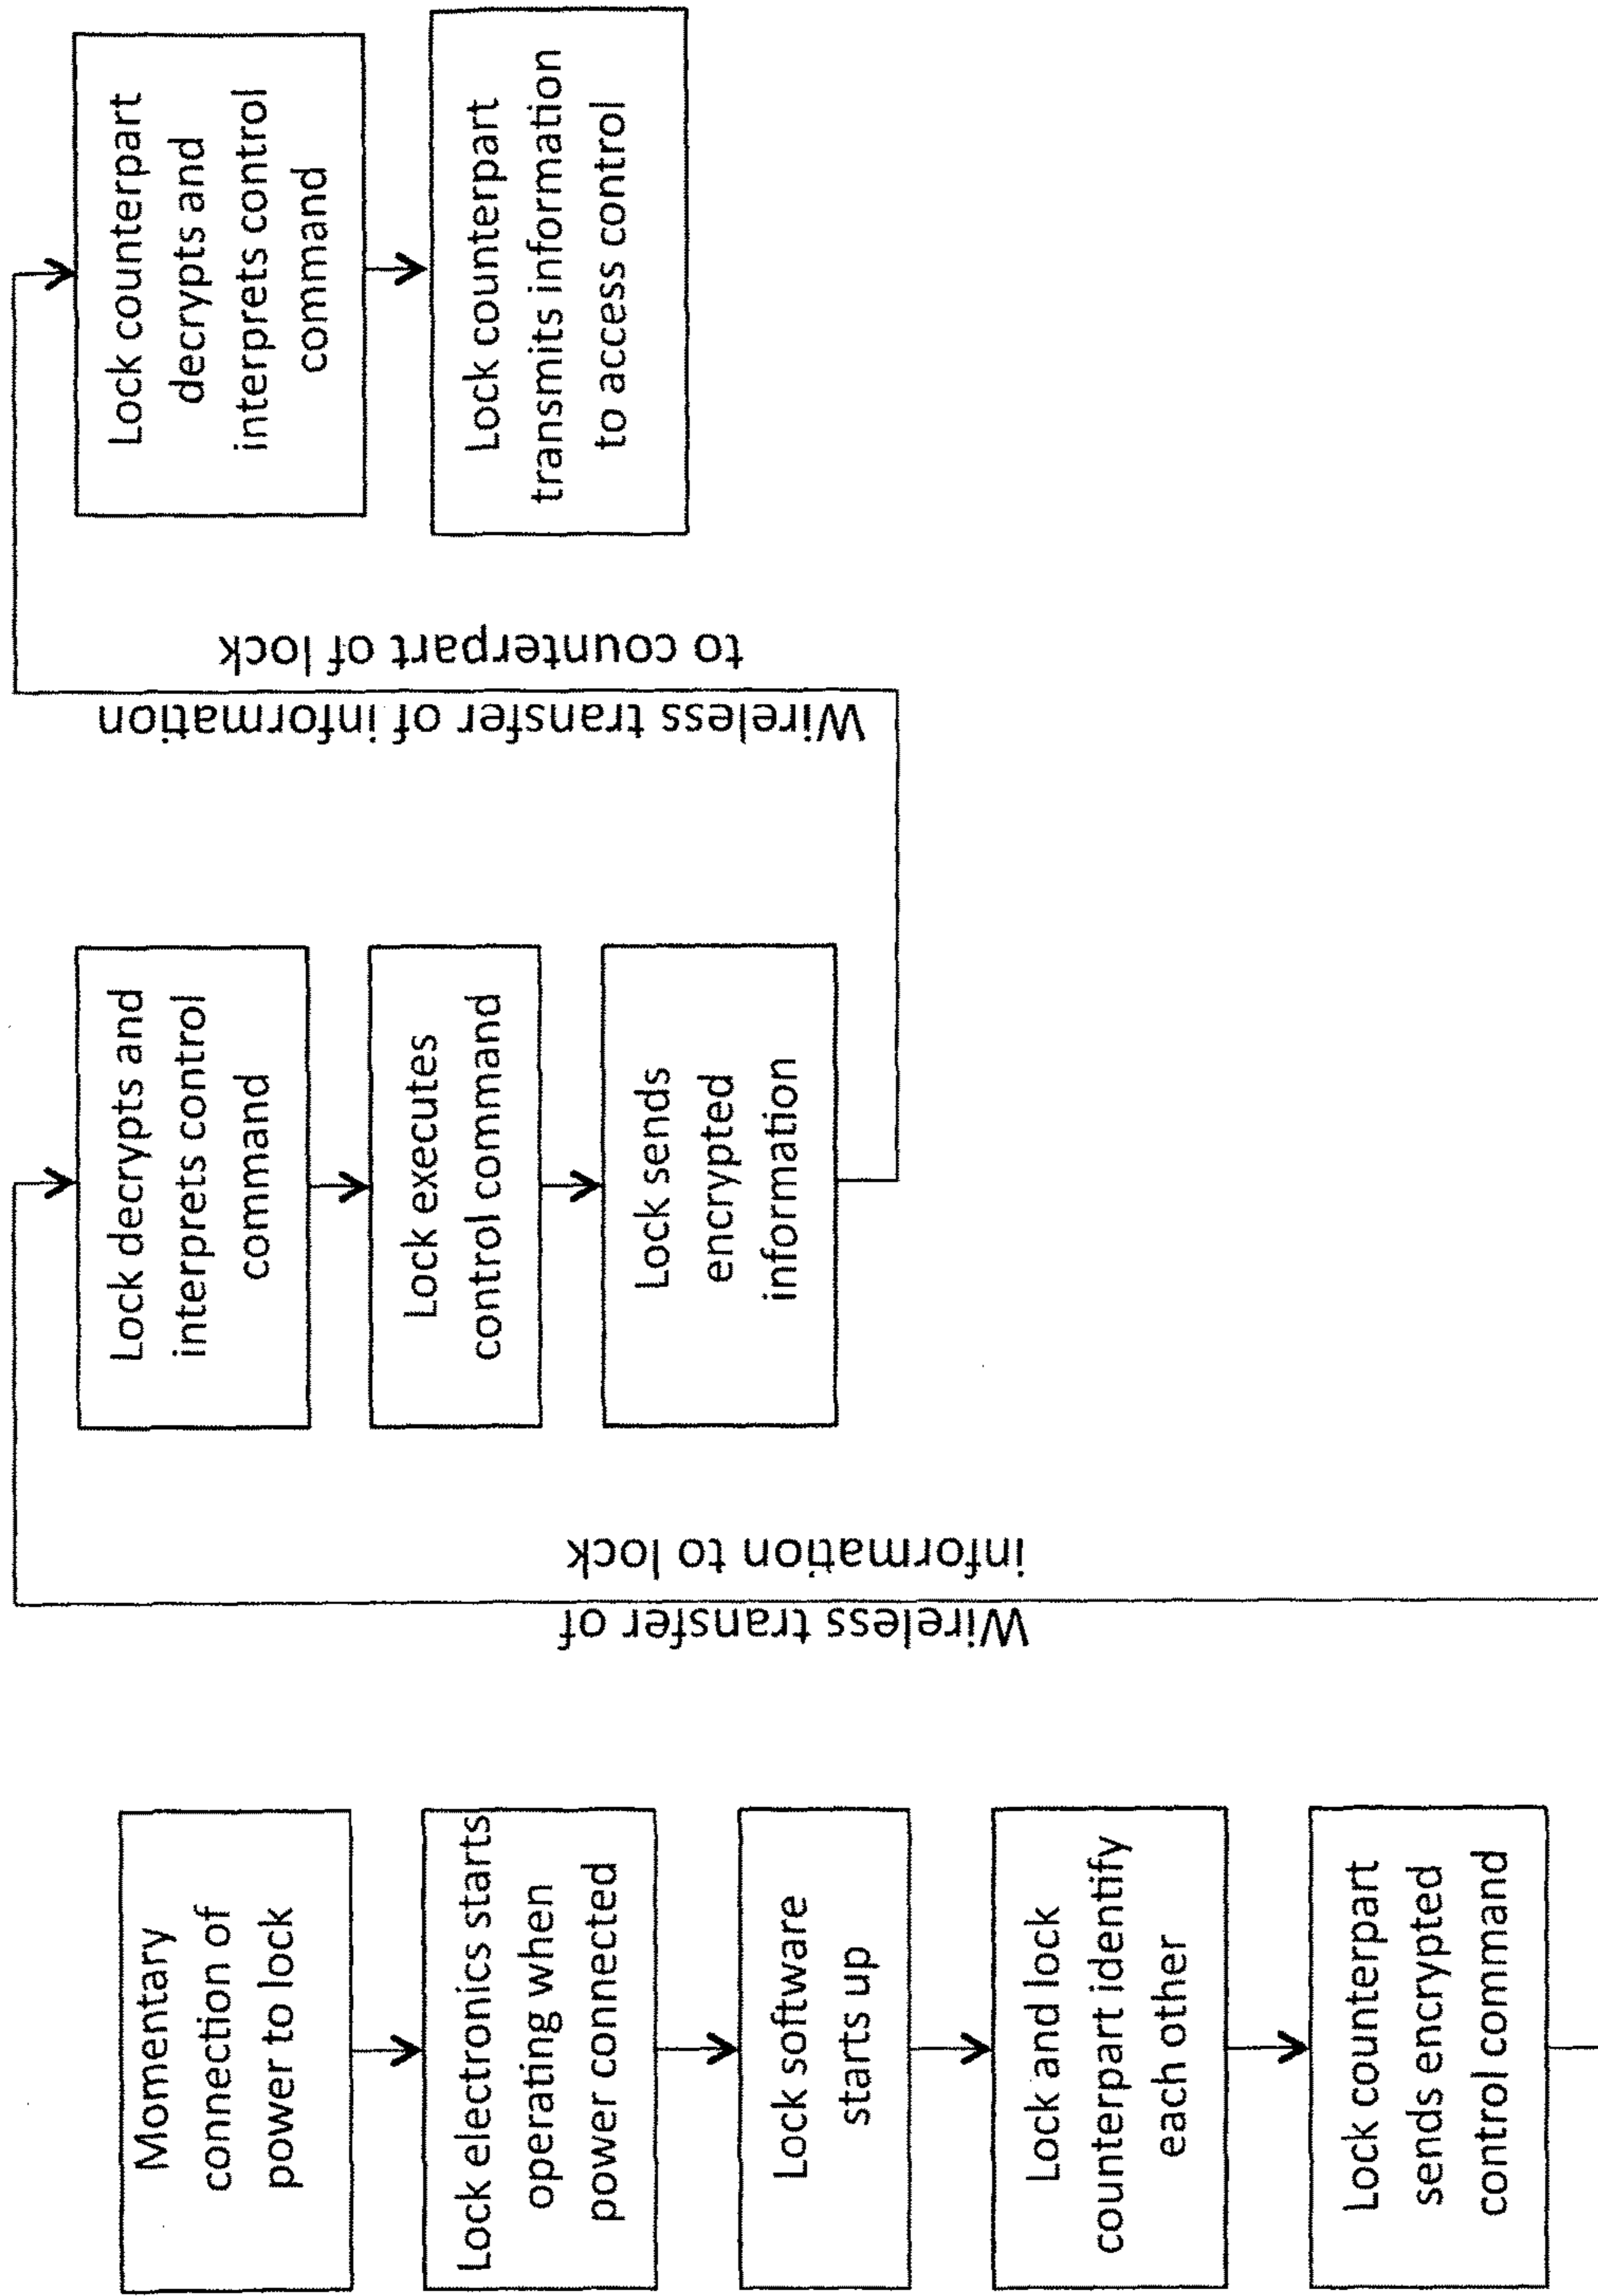 Momentary
connection of
power to lock
Lock electronics starts
operating when
power connected
Lock software
starts up
Lock and lock
counterpart identify
each other
Lock counterpart
sends encrypted
control command
Wireless transfer of
information to lock
Lock decrypts and
interprets control
command
Lock executes
control command
Lock sends
encrypted
information
Wireless transfer of information
to counterpart of lock
Lock counterpart
decrypts and
interprets control
command
Lock counterpart
transmits information
to access control